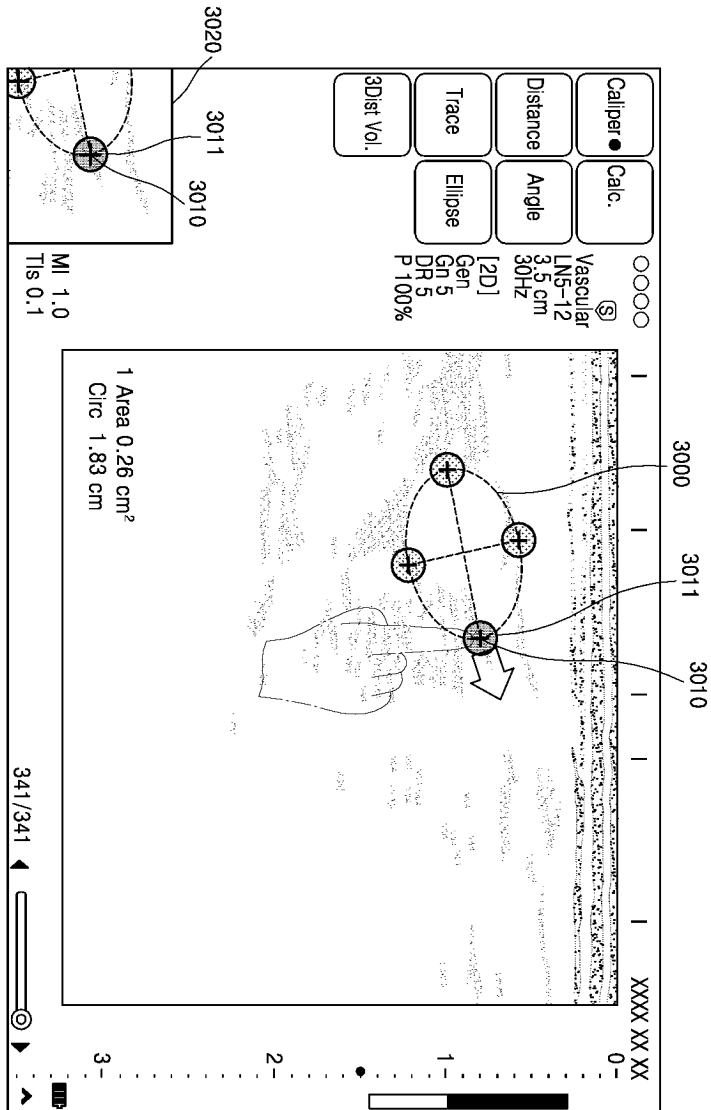 3020
3011
3010
3000
3011
3010
Caliper ●
Calc.
Distance
Angle
Trace
Ellipse
3Dist Vol.
S
Vascular
LN5-12
3.5 cm
30Hz
[2D]
Gen
Gn 5
DR 5
P 100%
XXXX XX XX
0
1
2
3
1 Area 0.26 cm²
Circ 1.83 cm
MI 1.0
TIs 0.1
341/341